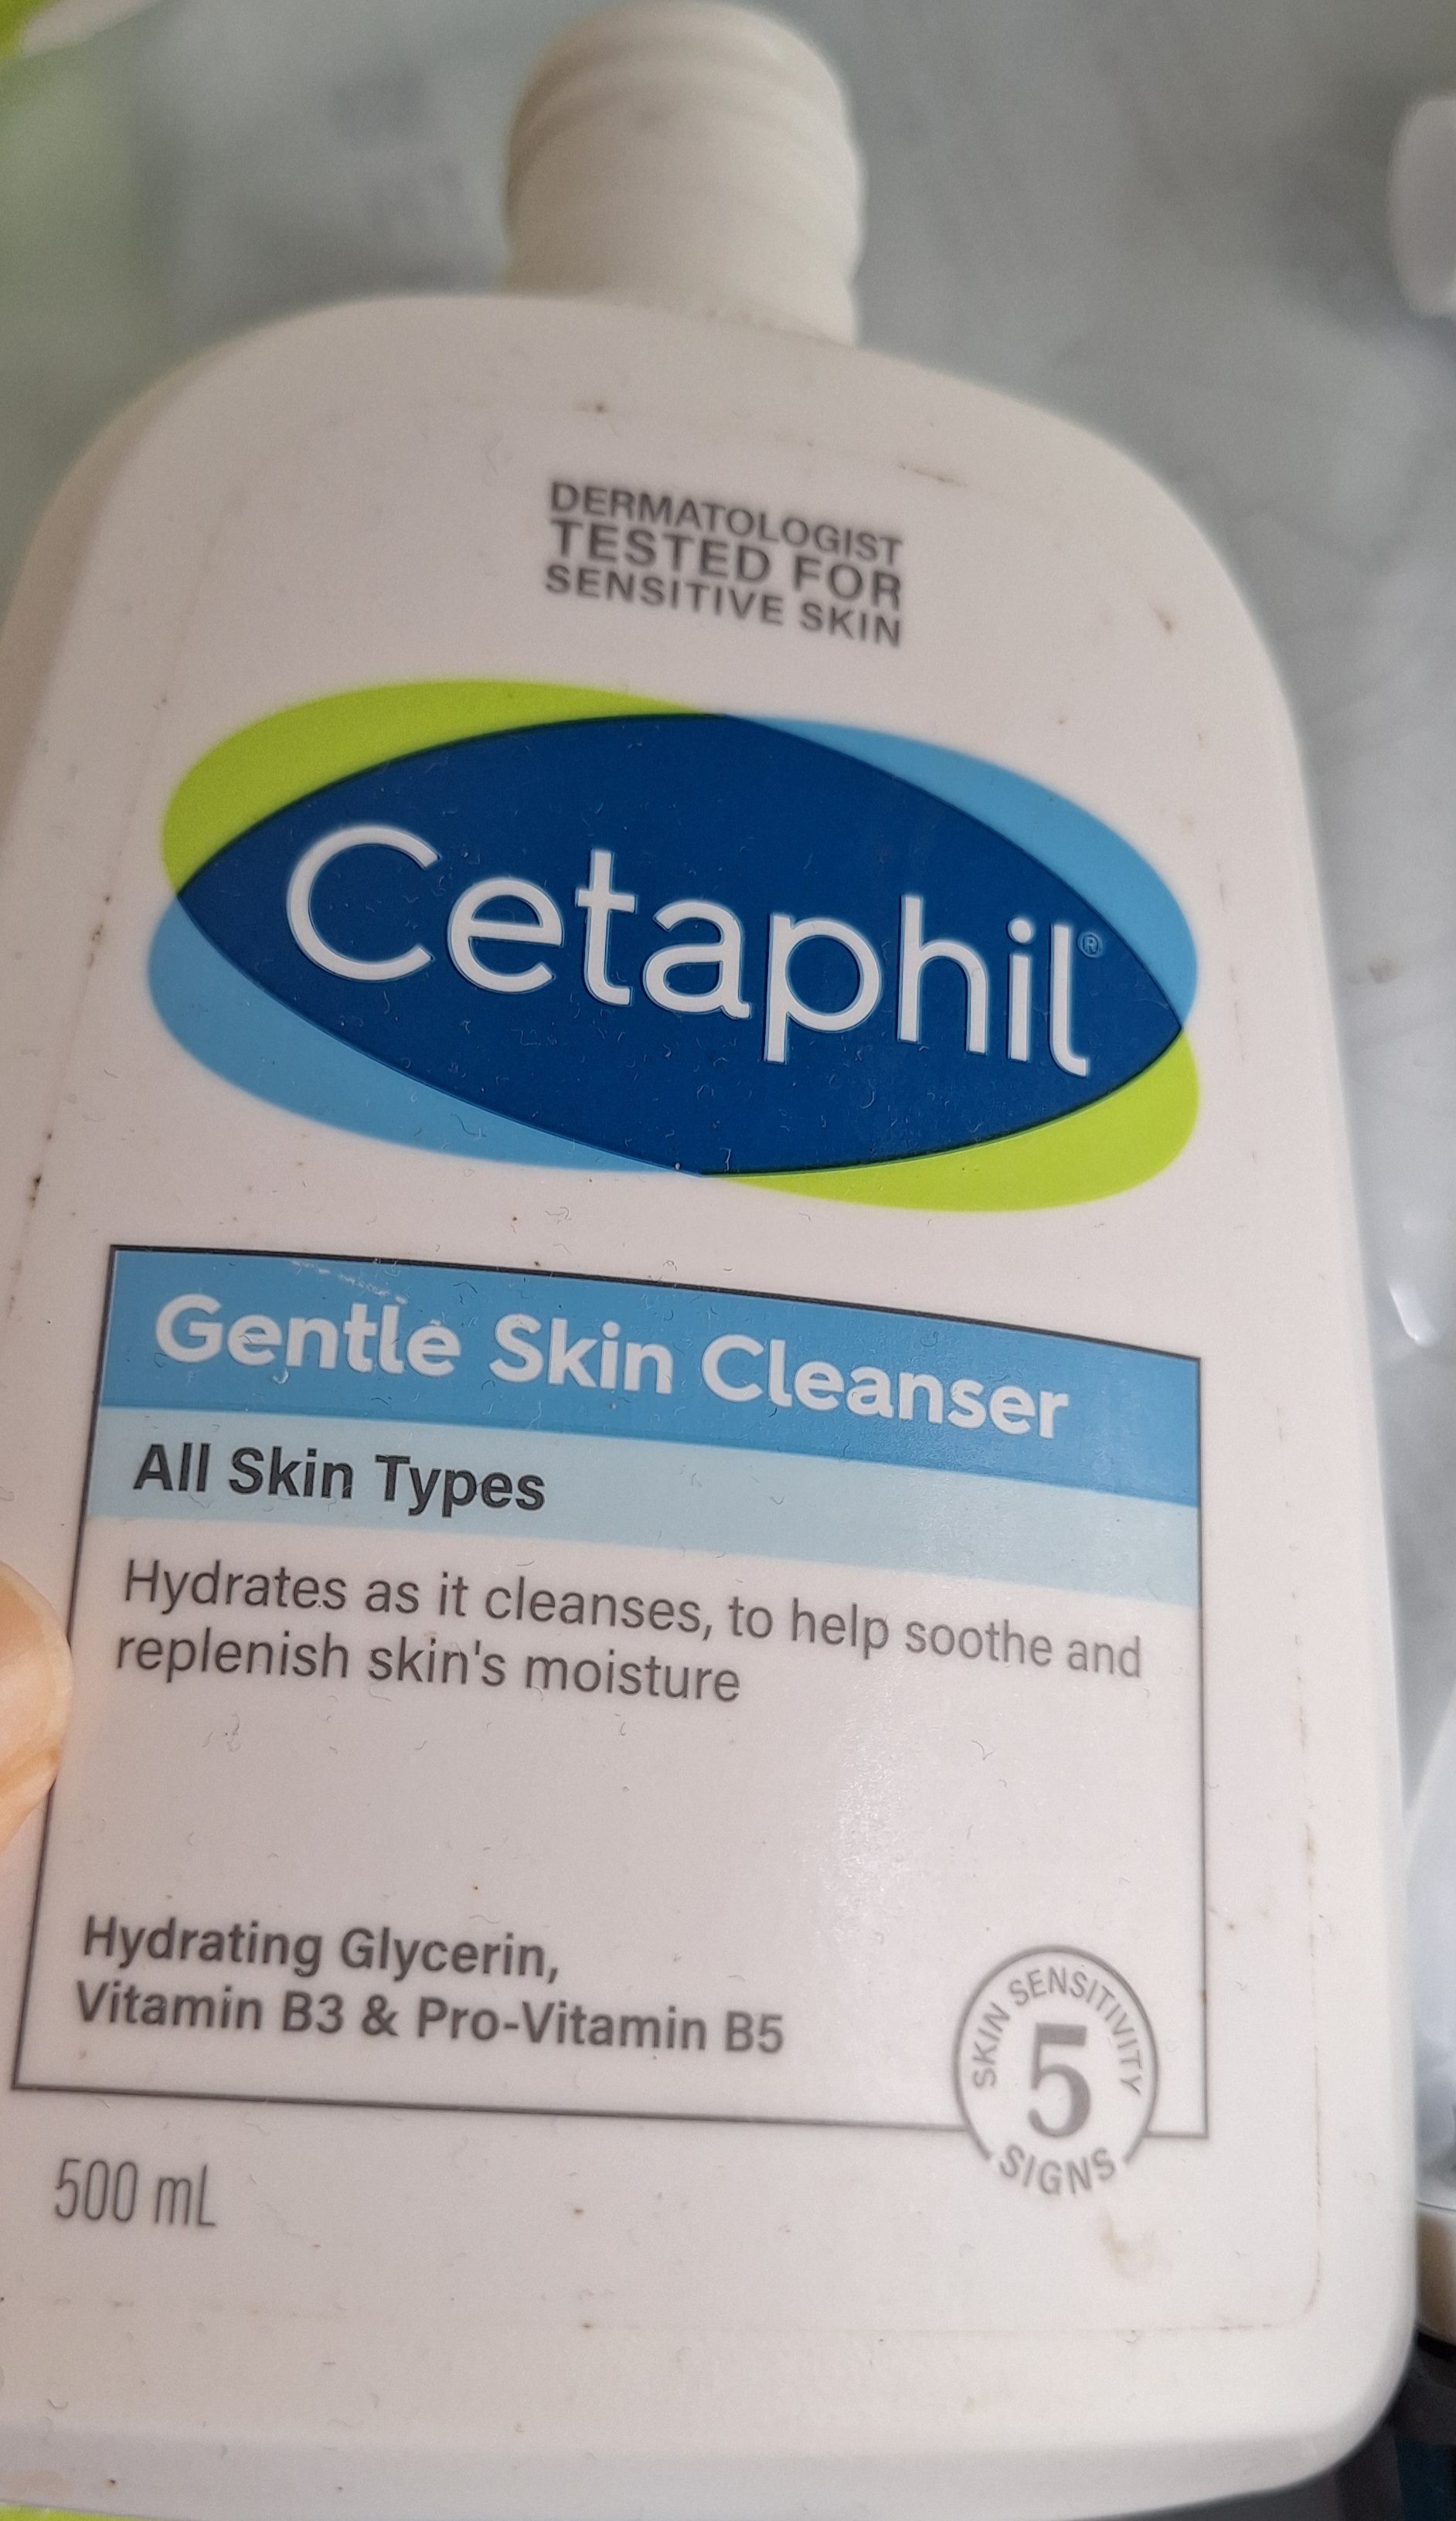 DERMATOLOGIST
TESTED FOR
SENSITIVE SKIN
Cetaphil®
Gentle Skin Cleanser
All Skin Types
Hydrates as it cleanses, to help soothe and
replenish skin's moisture
Hydrating Glycerin,
Vitamin B3 & Pro-Vitamin B5
SKIN SENSITIVITY
5
SIGNS
500 mL